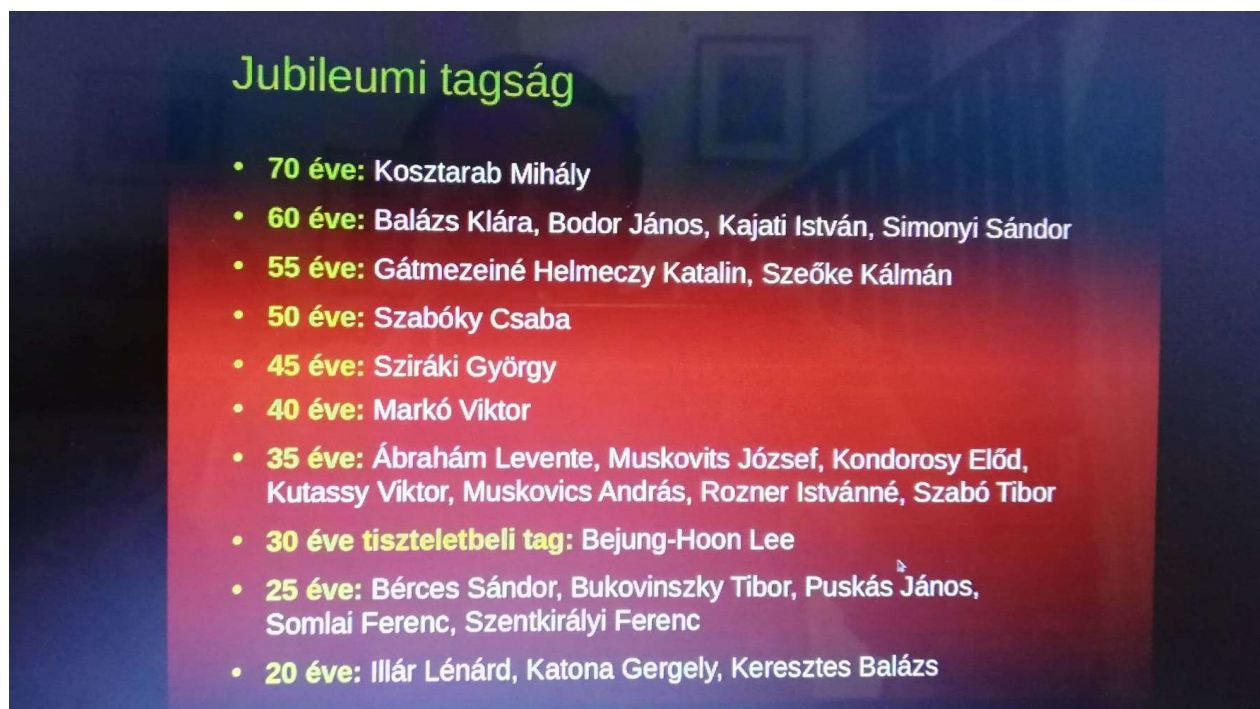 Jubileumi tagság
• 70 éve: Kosztarab Mihály
• 60 éve: Balázs Klára, Bodor János, Kajati István, Simonyi Sándor
• 55 éve: Gátmezeiné Helmeczy Katalin, Szeőke Kálmán
• 50 éve: Szabóky Csaba
• 45 éve: Sziráki György
• 40 éve: Markó Viktor
• 35 éve: Ábrahám Levente, Muskovits József, Kondorosy Előd,
Kutassy Viktor, Muskovics András, Rozner Istvánné, Szabó Tibor
• 30 éve tiszteletbeli tag: Bejung-Hoon Lee
• 25 éve: Bérces Sándor, Bukovinszky Tibor, Puskás János,
Somlai Ferenc, Szentkirályi Ferenc
• 20 éve: Illár Lénárd, Katona Gergely, Keresztes Balázs